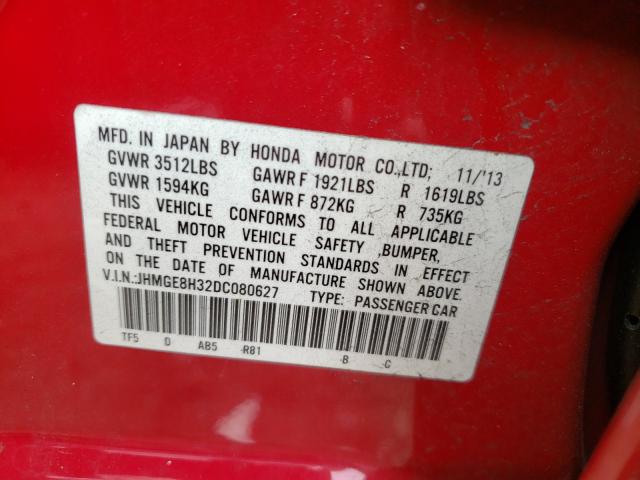 MFD. IN JAPAN BY HONDA MOTOR CO.,LTD; 11/'13
GVWR 3512LBS GAWR F 1921LBS R 1619LBS
GVWR 1594KG GAWR F 872KG R 735KG
THIS VEHICLE CONFORMS TO ALL APPLICABLE
FEDERAL MOTOR VEHICLE SAFETY ,BUMPER,
AND THEFT PREVENTION STANDARDS IN EFFECT
ON THE DATE OF MANUFACTURE SHOWN ABOVE.
V.I.N.:JHMGE8H32DC080627 TYPE: PASSENGER CAR
TF5 D AB5 -R81 -B -C